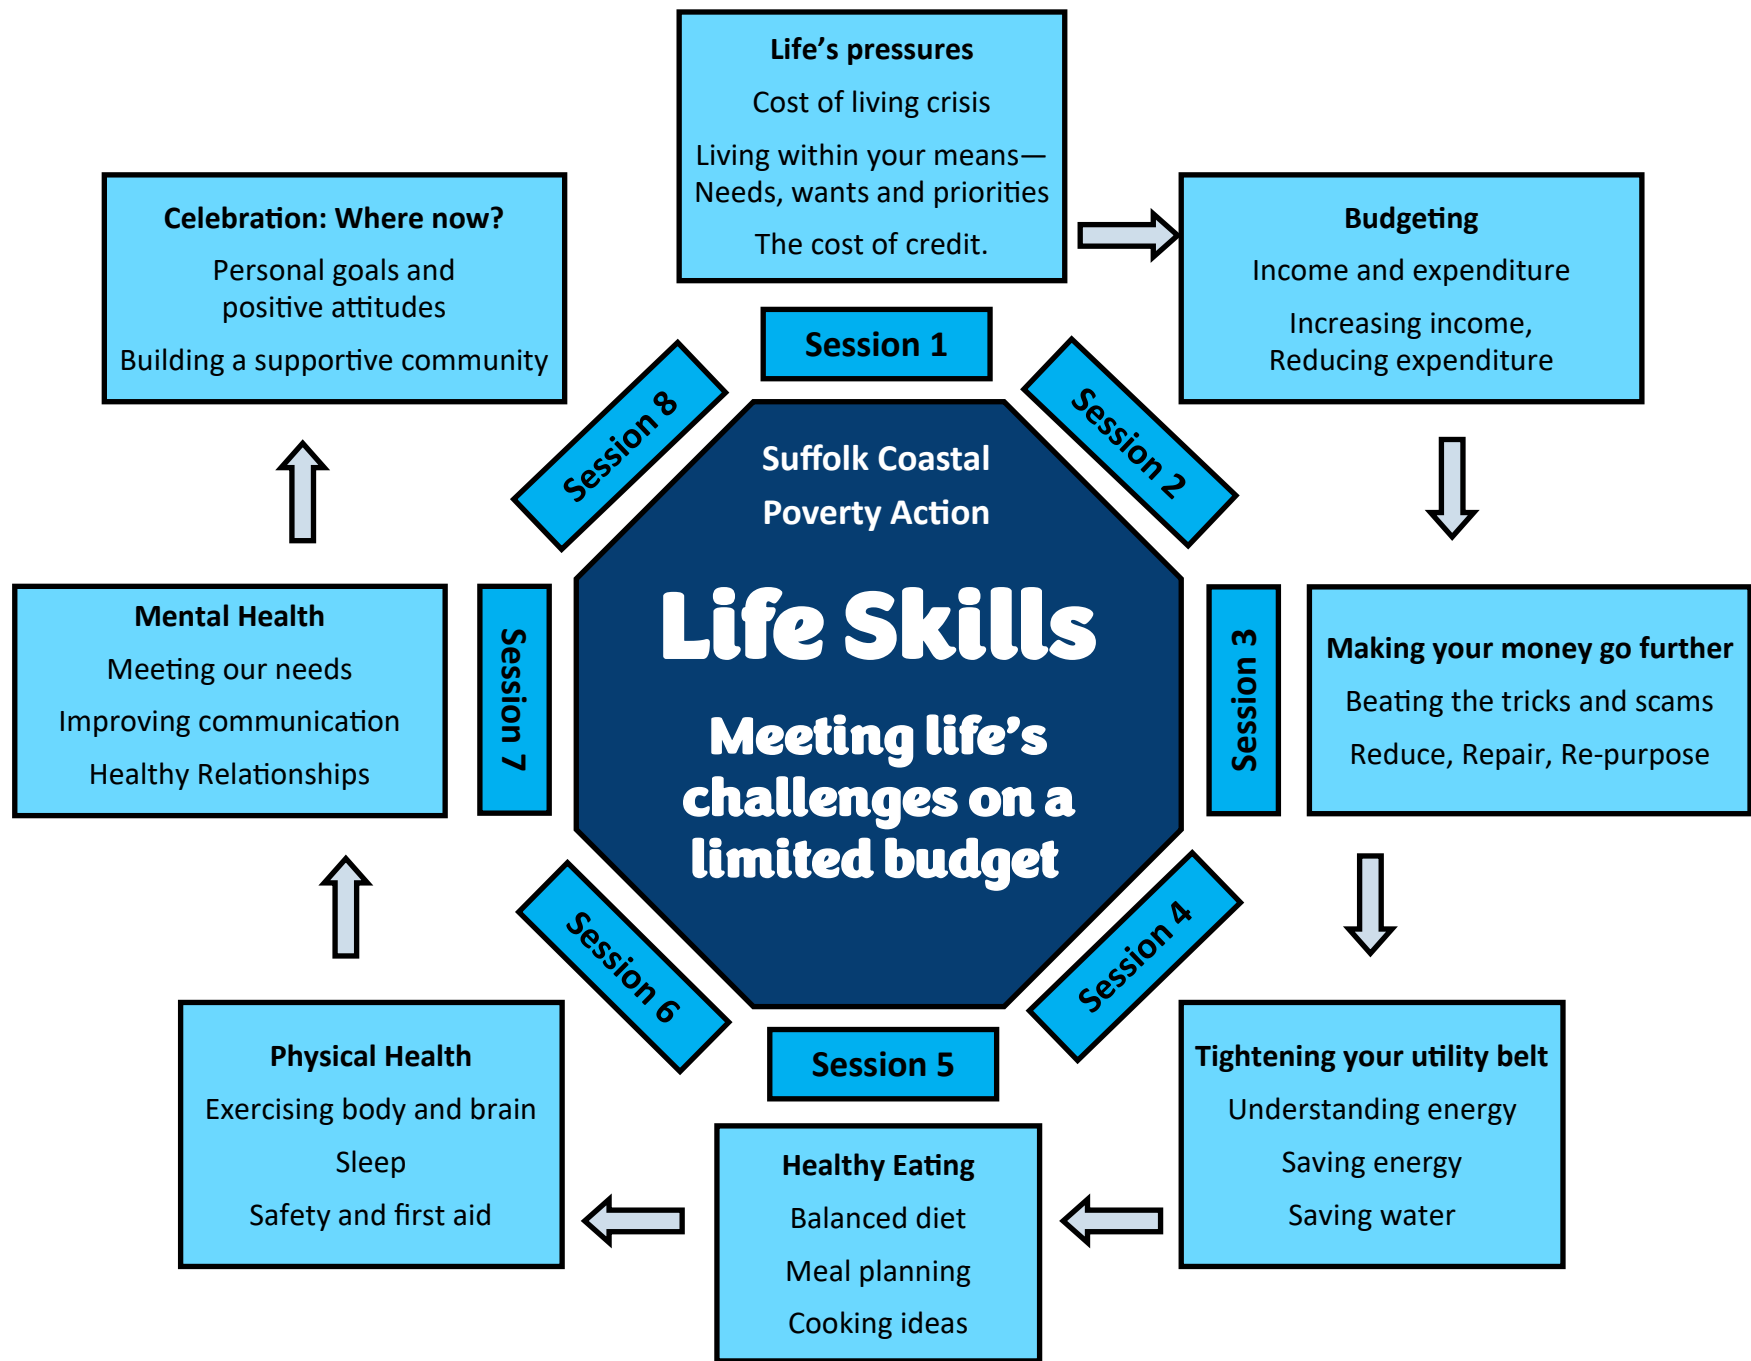 Life’s pressures
Cost of living crisis
Living within your means—
Needs, wants and priorities
The cost of credit.
Session 1
Budgeting
Income and expenditure
Increasing income,
Reducing expenditure
Session 2
Making your money go further
Beating the tricks and scams
Reduce, Repair, Re-purpose
Session 3
Tightening your utility belt
Understanding energy
Saving energy
Saving water
Session 4
Healthy Eating
Balanced diet
Meal planning
Cooking ideas
Session 5
Physical Health
Exercising body and brain
Sleep
Safety and first aid
Session 6
Mental Health
Meeting our needs
Improving communication
Healthy Relationships
Session 7
Celebration: Where now?
Personal goals and
positive attitudes
Building a supportive community
Session 8
Suffolk Coastal
Poverty Action
Life Skills
Meeting life’s
challenges on a
limited budget